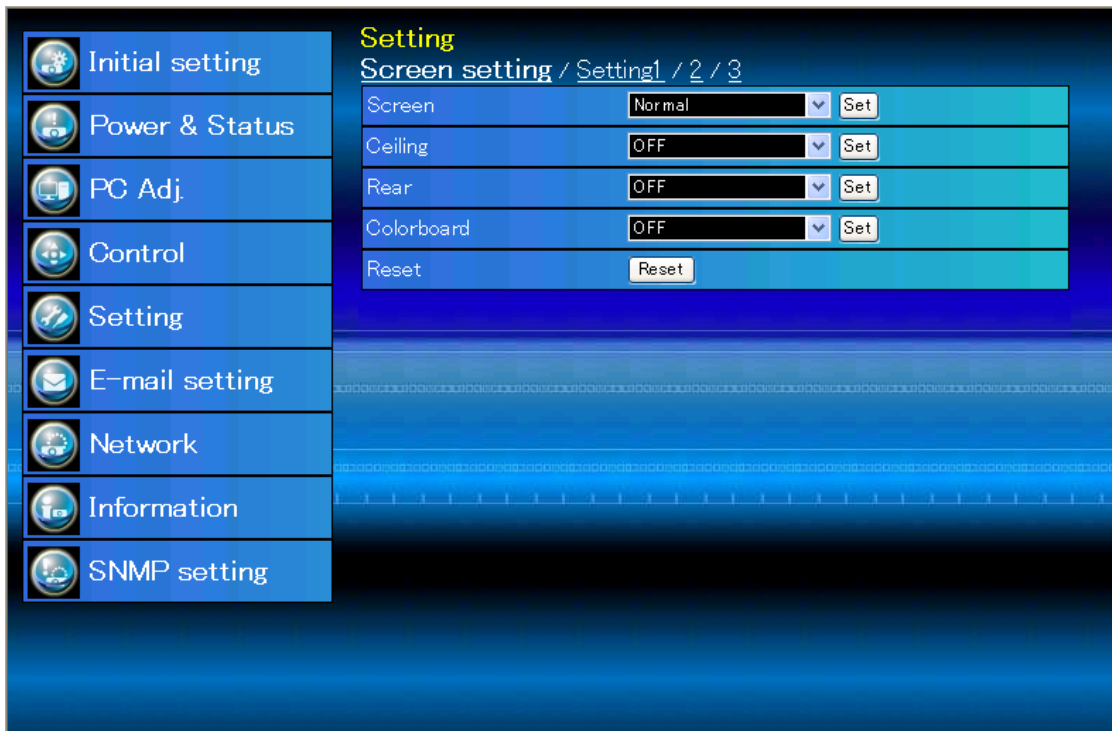 Initial setting
Power & Status
PC Adj.
Control
Setting
E-mail setting
Network
Information
SNMP setting
Setting
Screen setting / Setting1 / 2 / 3
Screen Normal Set
Ceiling OFF Set
Rear OFF Set
Colorboard OFF Set
Reset Reset